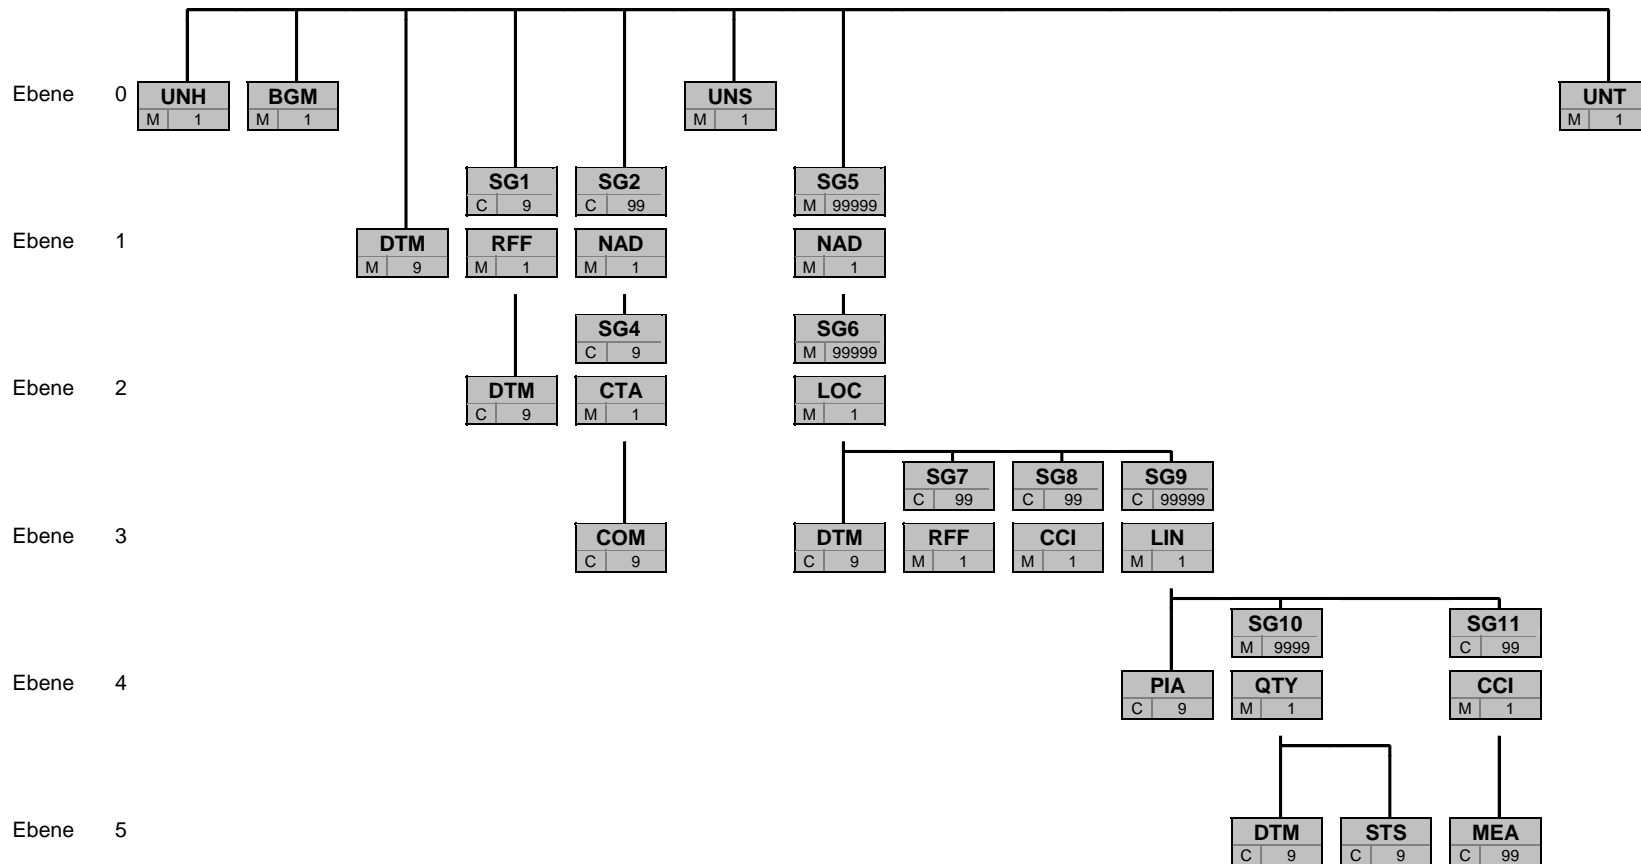 Ebene 0 UNH BGM UNS UNT
M 1 M 1 M 1 M 1
SG1 SG2 SG5
C 9 C 99 M 99999
Ebene 1 DTM RFF NAD NAD
M 9 M 1 M 1 M 1
SG4 SG6
C 9 M 99999
Ebene 2 DTM CTA LOC
C 9 M 1 M 1
SG7 SG8 SG9
C 99 C 99 C 99999
Ebene 3 COM DTM RFF CCI LIN
C 9 C 9 M 1 M 1 M 1
SG10 SG11
M 9999 C 99
Ebene 4 PIA QTY CCI
C 9 M 1 M 1
Ebene 5 DTM STS MEA
C 9 C 9 C 99